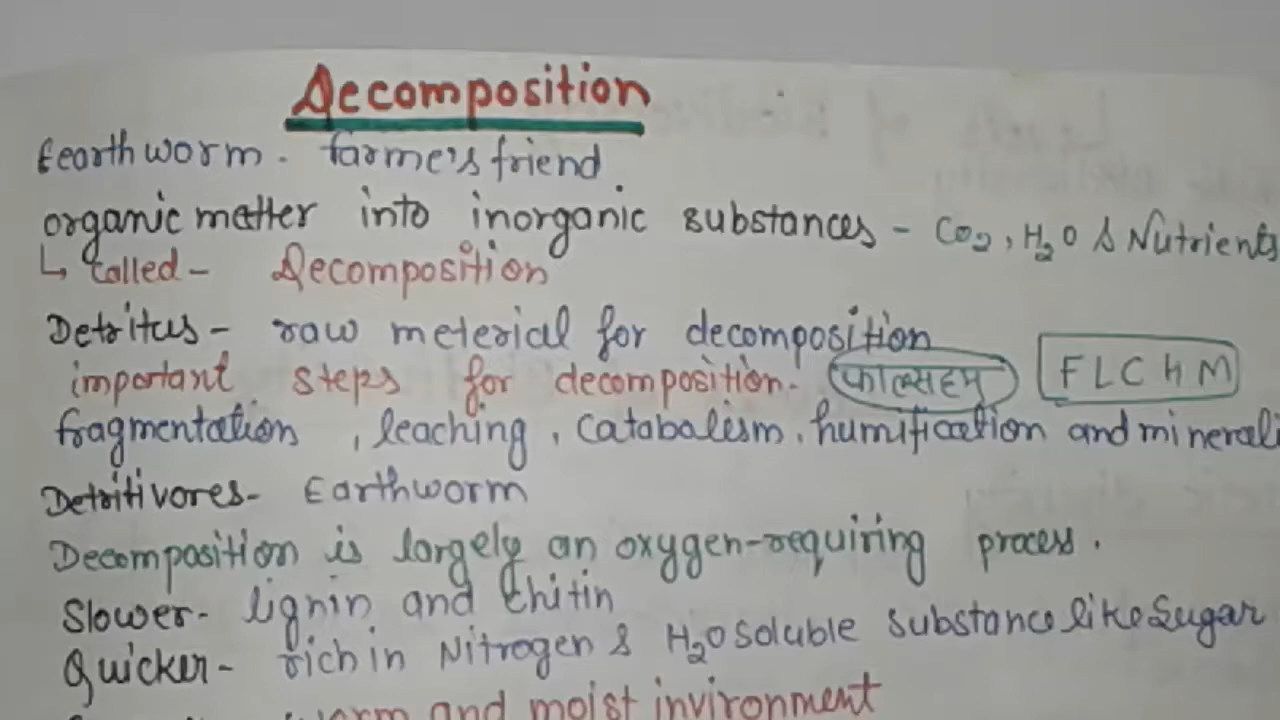 Decomposition
Eearthworm - farmer's friend
organic matter into inorganic substances - Co2, H2O & Nutrients
↳ Called - Decomposition
Detritus - raw meterial for decomposition
important steps for decomposition. फाल्सहम FLCHM
fragmentation, leaching, Catabalism, humification and minerali
Detritivores - Earthworm
Decomposition is largely an oxygen-requiring process.
Slower - lignin and Chitin
Quicker - rich in Nitrogen & H2O soluble substance like Sugar
warm and moist invironment